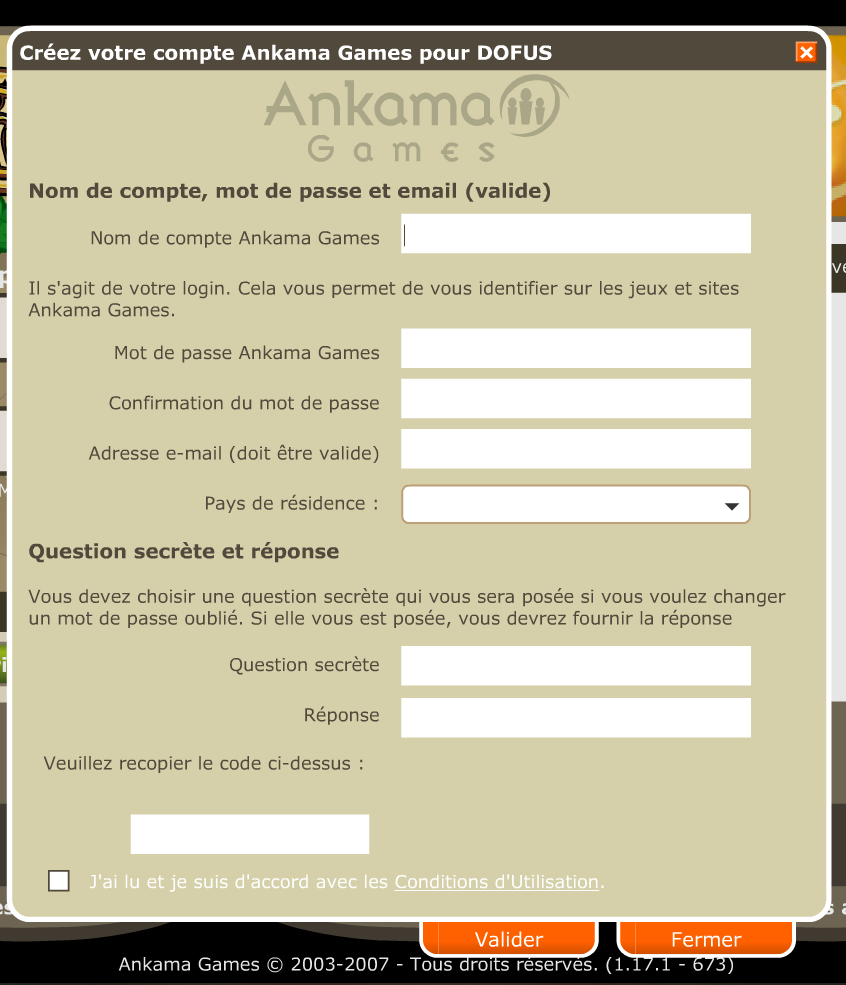 Créez votre compte Ankama Games pour DOFUS
Ankama
Games
Nom de compte, mot de passe et email (valide)
Nom de compte Ankama Games
Il s'agit de votre login. Cela vous permet de vous identifier sur les jeux et sites
Ankama Games.
Mot de passe Ankama Games
Confirmation du mot de passe
Adresse e-mail (doit être valide)
Pays de résidence :
Question secrète et réponse
Vous devez choisir une question secrète qui vous sera posée si vous voulez changer
un mot de passe oublié. Si elle vous est posée, vous devrez fournir la réponse
Question secrète
Réponse
Veuillez recopier le code ci-dessus :
J'ai lu et je suis d'accord avec les Conditions d'Utilisation.
Valider
Fermer
Ankama Games © 2003-2007 - Tous droits réservés. (1.17.1 - 673)